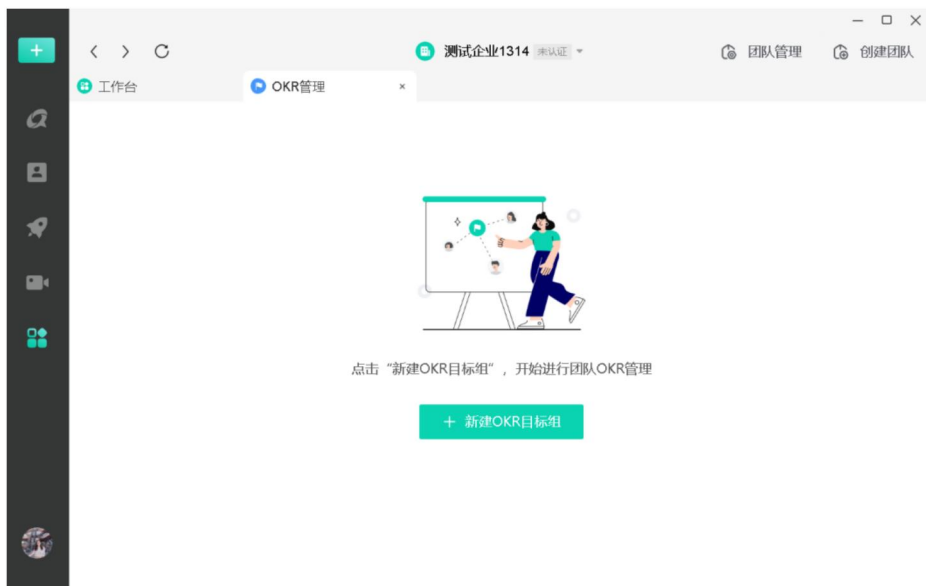 测试企业1314 未认证
团队管理
创建团队
工作台
OKR管理
点击“新建OKR目标组“，开始进行团队OKR管理
新建OKR目标组